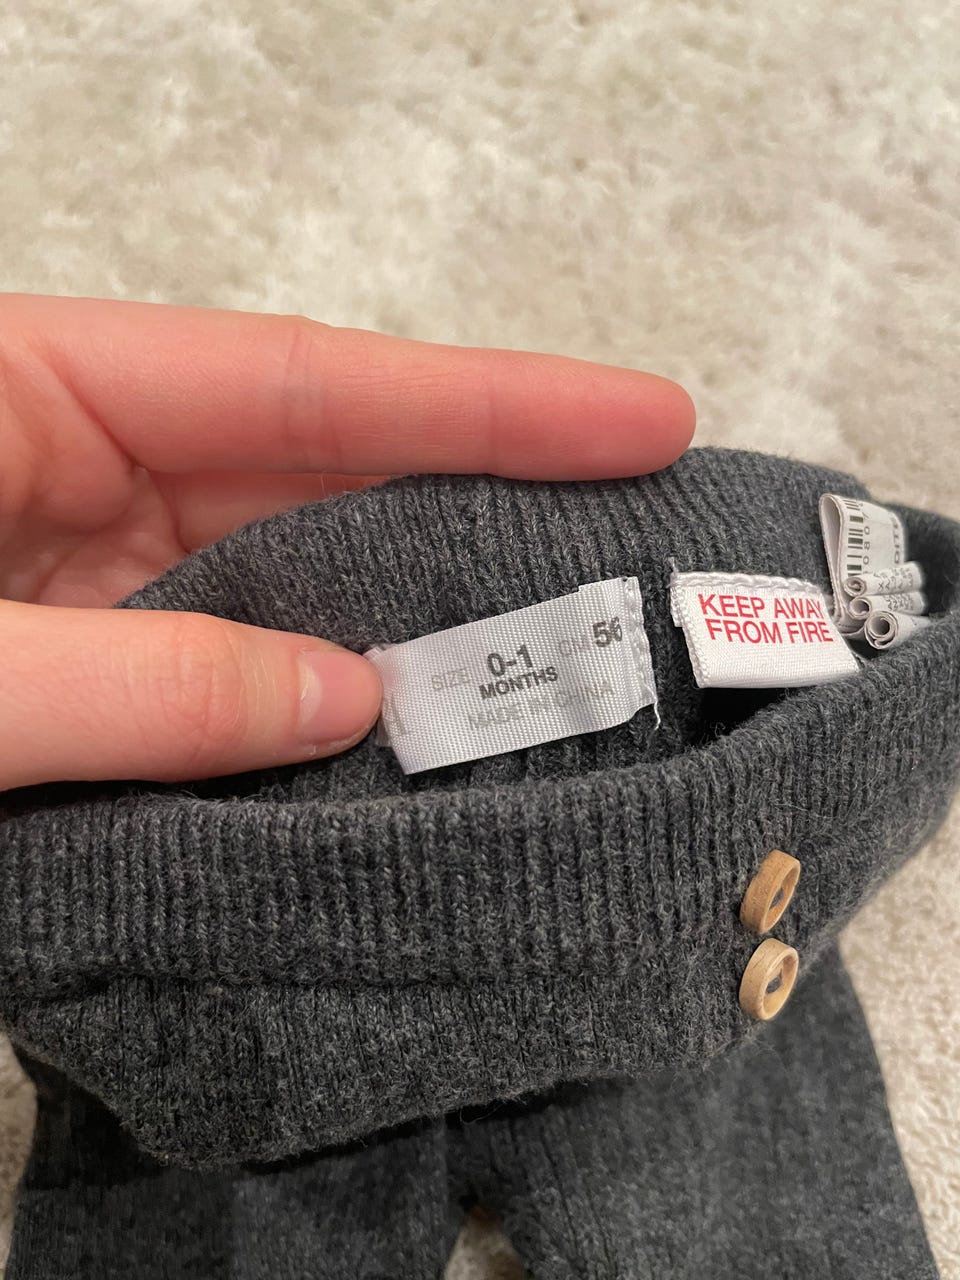 SIZE 0-1 CM 56
MONTHS
MADE IN CHINA
KEEP AWAY
FROM FIRE